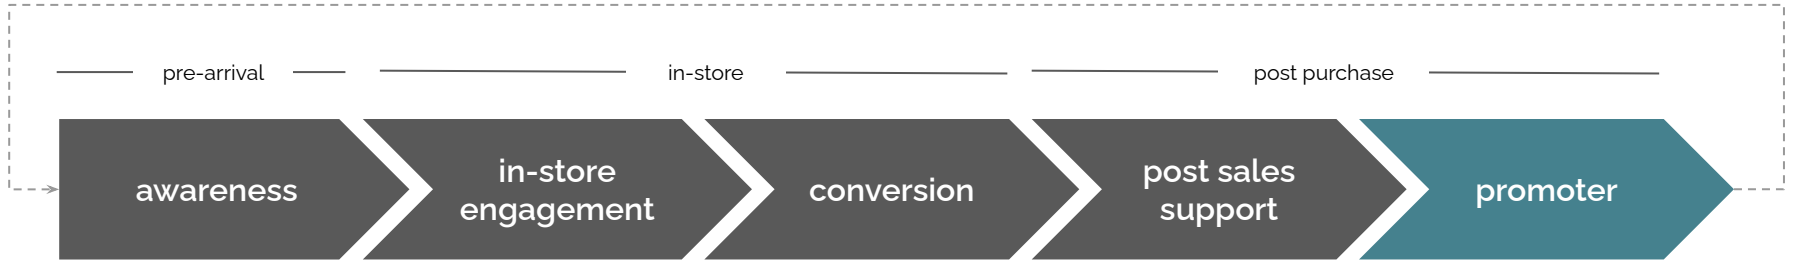 pre-arrival
in-store
post purchase
awareness
in-store
engagement
conversion
post sales
support
promoter